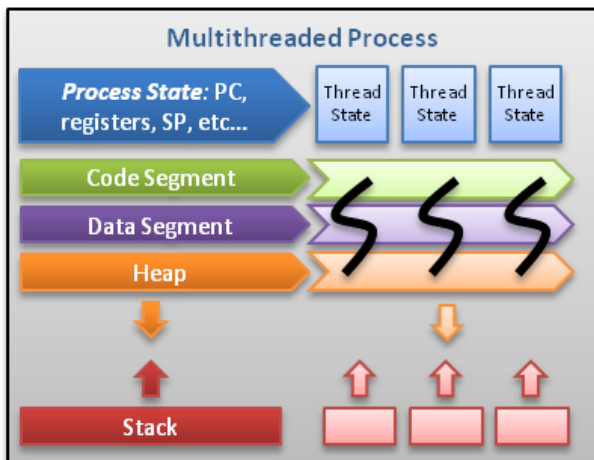 Multithreaded Process
Process State: PC,
registers, SP, etc...
Thread
State
Thread
State
Thread
State
Code Segment
Data Segment
Heap
Stack